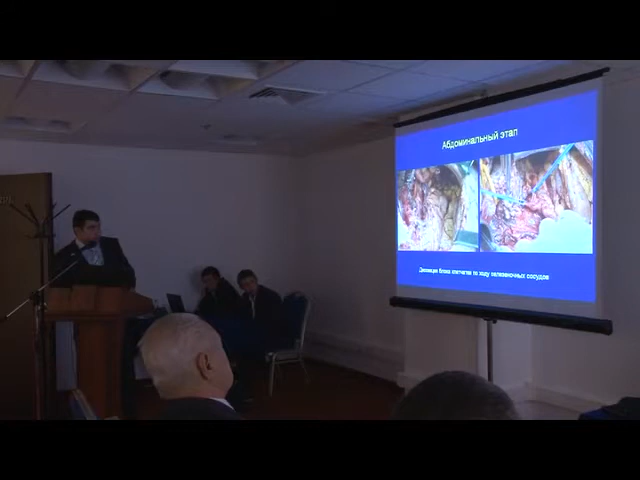 Абдоминальный этап
Диссекция блока клетчатки по ходу селезеночных сосудов